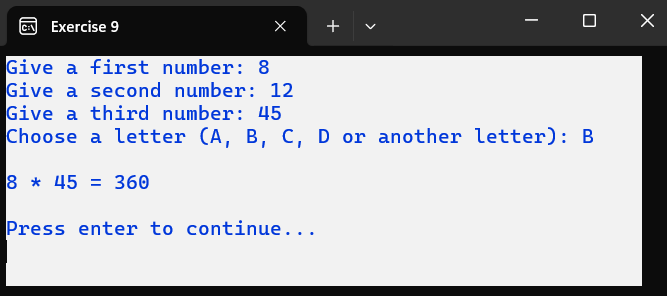 Exercise 9
Give a first number: 8
Give a second number: 12
Give a third number: 45
Choose a letter (A, B, C, D or another letter): B
8 * 45 = 360
Press enter to continue...